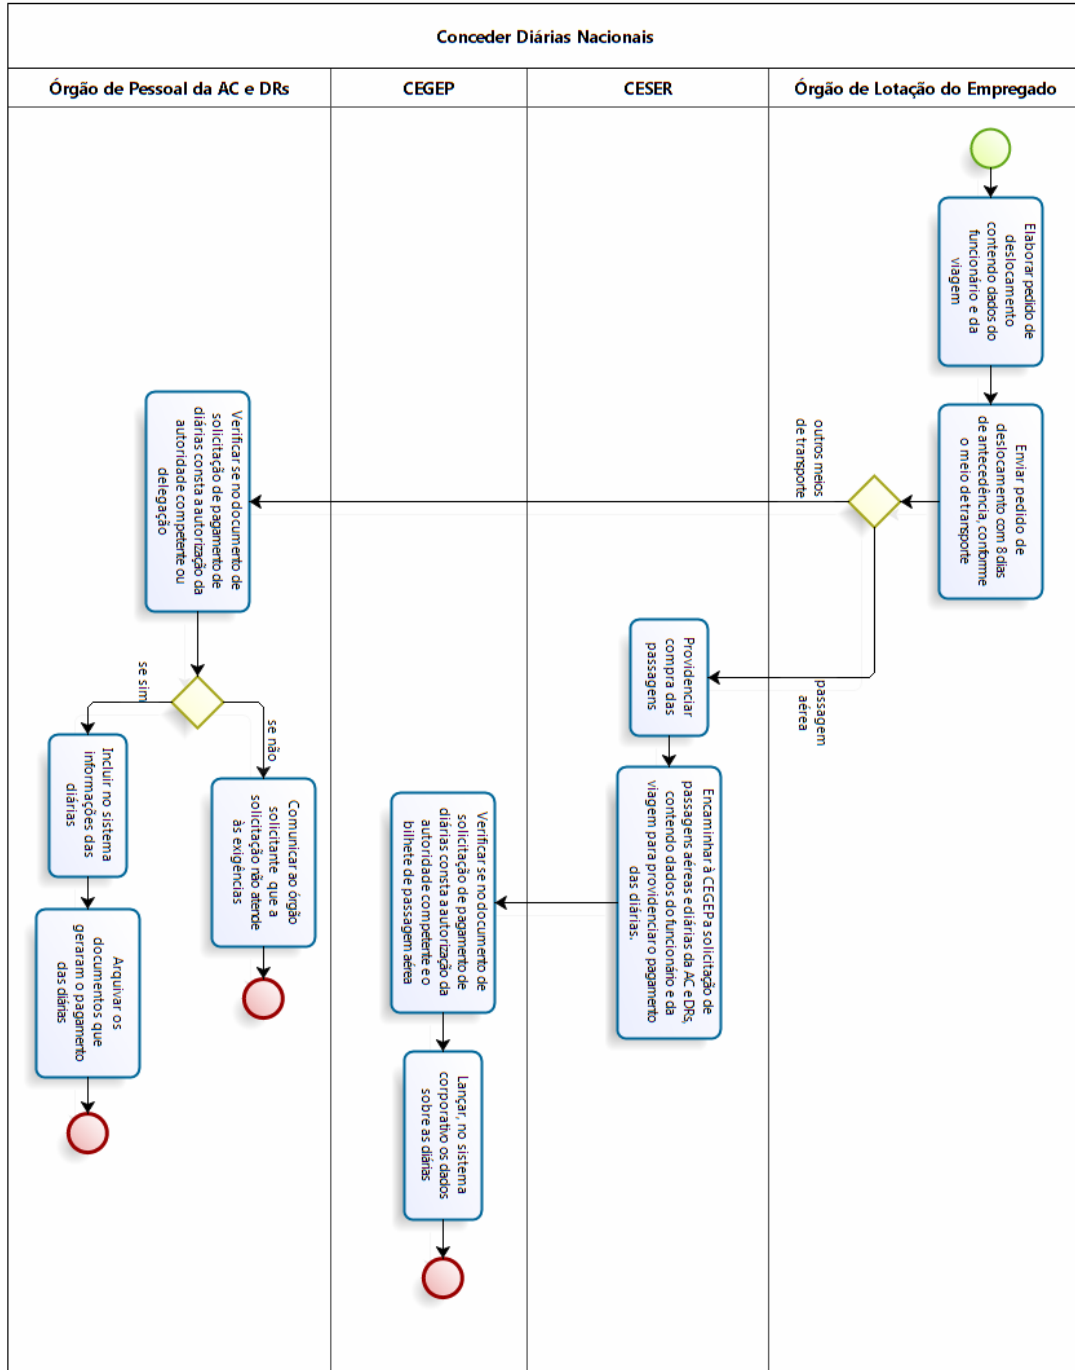 Conceder Diárias Nacionais
Órgão de Pessoal da AC e DRs
CEGEP
CESER
Órgão de Lotação do Empregado
Elaborar pedido de
deslocamento
contendo dados do
funcionário e da
viagem
Enviar pedido de
deslocamento com 8 dias
de antecedência, conforme
o meio de transporte
outros meios
de transporte
passagem
aérea
Providenciar
compra das
passagens
Encaminhar à CEGEP a solicitação de
passagens aéreas e diárias da AC e DRs,
contendo dados do funcionário e da
viagem para providenciar o pagamento
das diárias.
Verificar se no documento de
solicitação de pagamento de
diárias consta a autorização da
autoridade competente e o
bilhete de passagem aérea
Lançar, no sistema
corporativo os dados
sobre as diárias
Verificar se no documento de
solicitação de pagamento de
diárias consta a autorização da
autoridade competente ou
delegação
se sim
se não
Comunicar ao órgão
solicitante que a
solicitação não atende
às exigências
Incluir no sistema
informações das
diárias
Arquivar os
documentos que
geraram o pagamento
das diárias